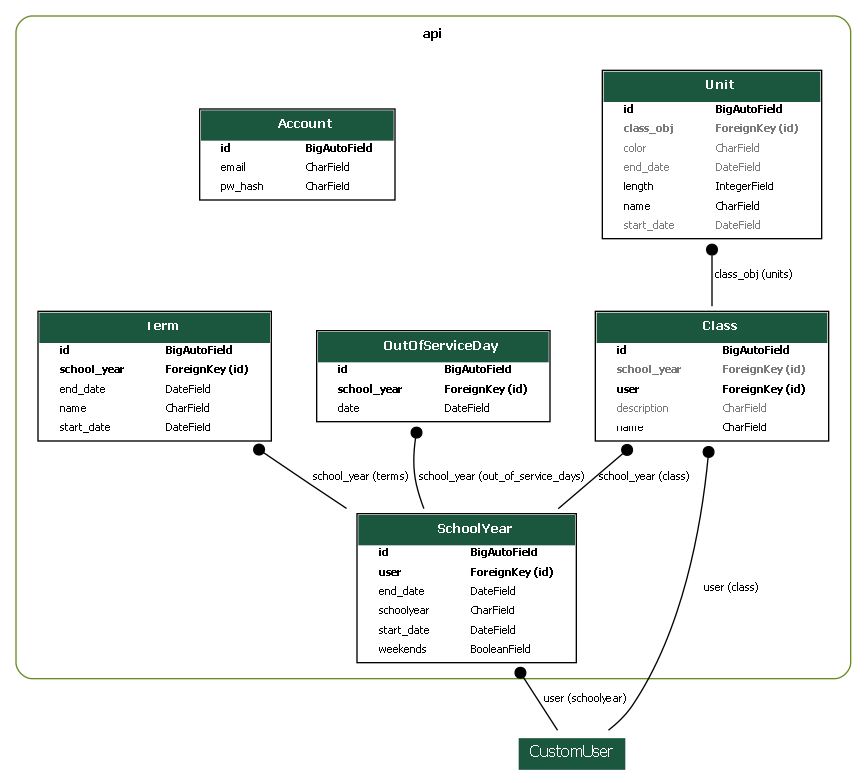 api
Account
id BigAutoField
email CharField
pw_hash CharField
Unit
id BigAutoField
class_obj ForeignKey (id)
color CharField
end_date DateField
length IntegerField
name CharField
start_date DateField
class_obj (units)
Term
id BigAutoField
school_year ForeignKey (id)
end_date DateField
name CharField
start_date DateField
OutOfServiceDay
id BigAutoField
school_year ForeignKey (id)
date DateField
Class
id BigAutoField
school_year ForeignKey (id)
user ForeignKey (id)
description CharField
name CharField
school_year (terms)
school_year (out_of_service_days)
school_year (class)
SchoolYear
id BigAutoField
user ForeignKey (id)
end_date DateField
schoolyear CharField
start_date DateField
weekends BooleanField
user (class)
user (schoolyear)
CustomUser